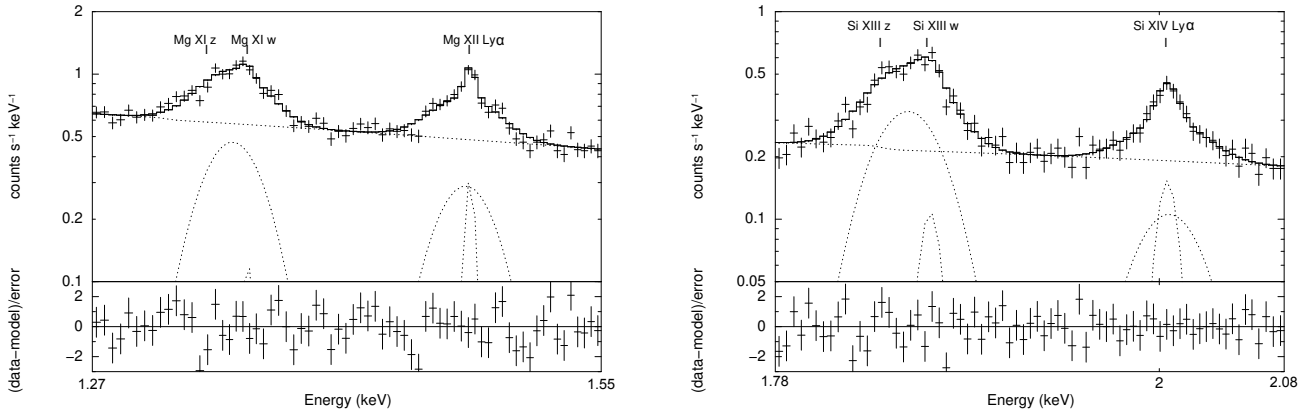 2
1
0.5
0.2
0.1
2
0
−2
counts s⁻¹ keV⁻¹
(data−model)/error
Mg XI z
Mg XI w
Mg XII Lyα
1.27
1.55
Energy (keV)
1
0.5
0.2
0.1
0.05
2
0
−2
counts s⁻¹ keV⁻¹
(data−model)/error
Si XIII z
Si XIII w
Si XIV Lyα
1.78
2
2.08
Energy (keV)